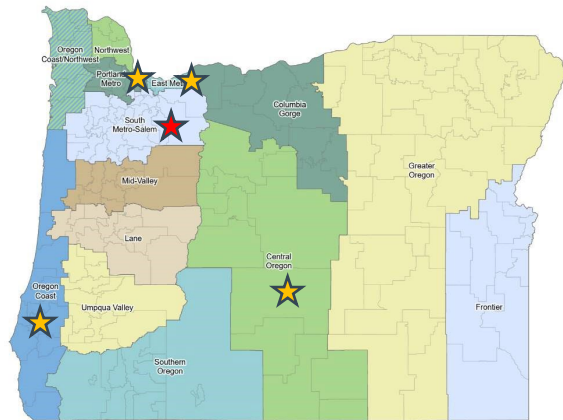 Oregon
Coast/Northwest
Northwest
Portland
Metro
East Met
Columbia
Gorge
South
Metro-Salem
Greater
Oregon
Mid-Valley
Lane
Central
Oregon
Oregon
Coast
Umpqua Valley
Frontier
Southern
Oregon